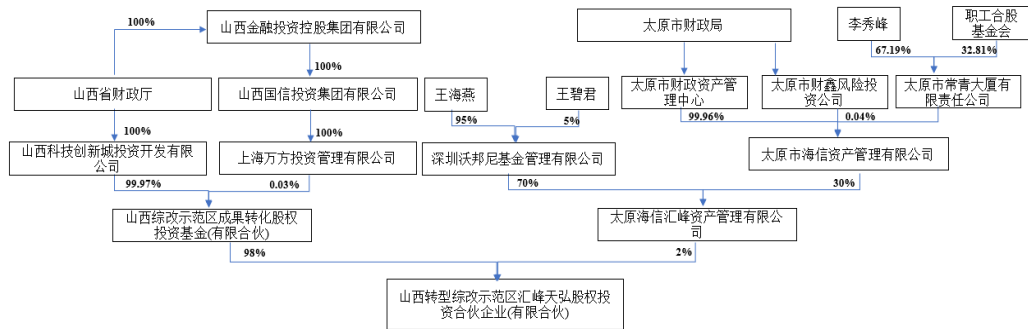 山西金融投资控股集团有限公司
太原市财政局
李秀峰
职工合股
基金会
100%
100%
67.19%
32.81%
山西省财政厅
山西国信投资集团有限公司
王海燕
王碧君
太原市财政资产管
理中心
太原市财鑫风险投
资公司
太原市常青大厦有
限责任公司
100%
100%
95%
5%
99.96%
0.04%
山西科技创新城投资开发有
限公司
上海万方投资管理有限公司
深圳沃邦尼基金管理有限公司
太原市海信资产管理有限公司
99.97%
0.03%
70%
30%
山西综改示范区成果转化股权
投资基金(有限合伙)
太原海信汇峰资产管理有限公
司
98%
2%
山西转型综改示范区汇峰天弘股权投
资合伙企业(有限合伙)